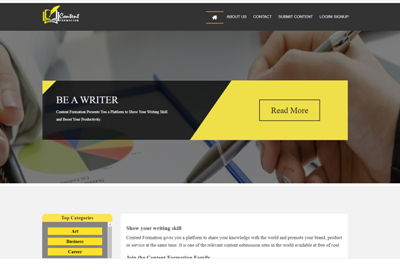 Content
FORMATION
ABOUT US
CONTACT
SUBMIT CONTENT
LOGIN/ SIGNUP
BE A WRITER
Content Formation Presents You a Platform to Show Your Writing Skill
and Boost Your Productivity.
Read More
Top Categories
Art
Business
Career
Show your writing skill
Content Formation gives you a platform to share your knowledge with the world and promote your brand, product
or service at the same time. It is one of the relevant content submission sites in the world available at free of cost
Join the Content Formation Family